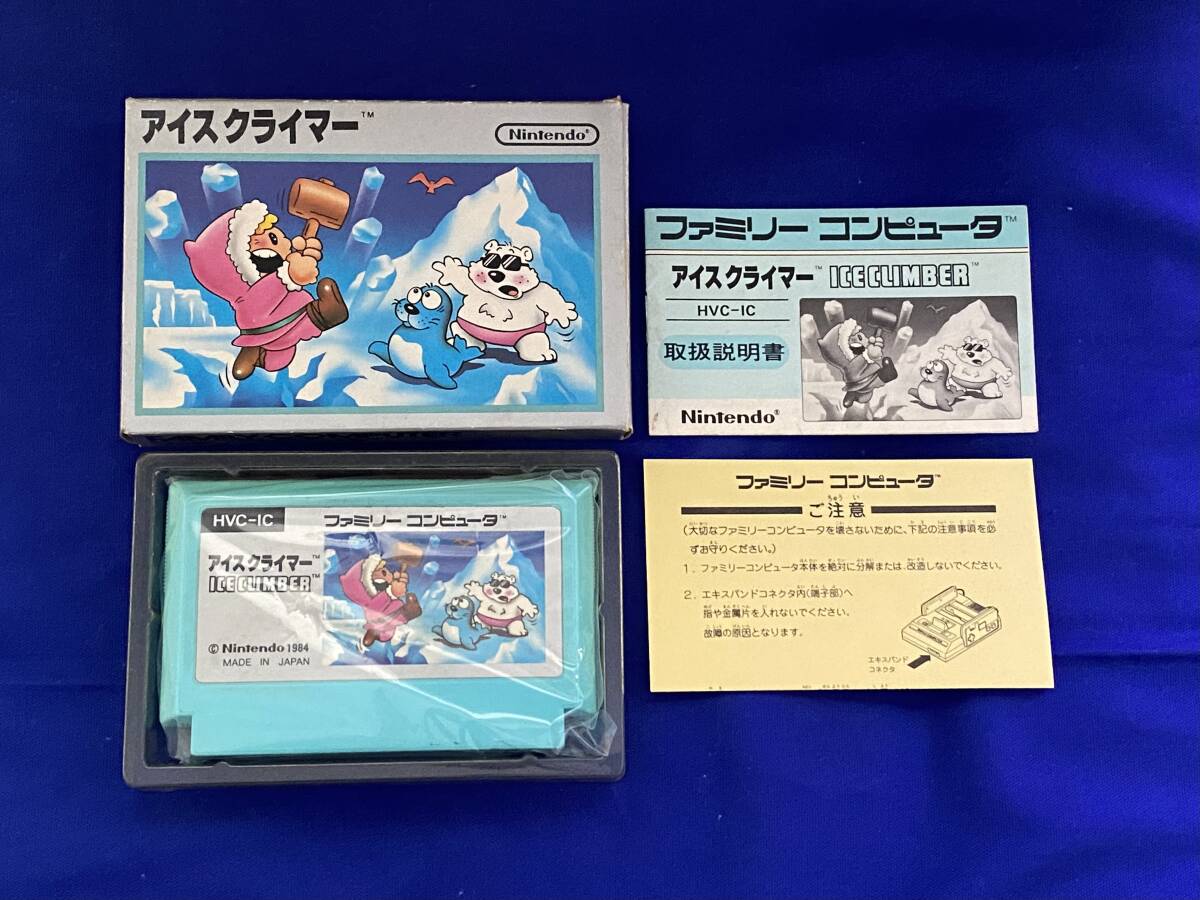 アイスクライマー™
Nintendo®
ファミリー コンピュータ™
アイスクライマー™ ICE CLIMBER™
HVC-IC
取扱説明書
Nintendo®
HVC-IC
ファミリー コンピュータ™
アイスクライマー™
ICE CLIMBER™
©Nintendo 1984
MADE IN JAPAN
ファミリー コンピュータ™
ご注意
(大切なファミリーコンピュータを壊さないために、下記の注意事項を必
ずお守りください。)
1. ファミリーコンピュータ本体を絶対に分解または、改造しないでください。
2. エキスパンドコネクタ内(端子部)へ
指や金属片を入れないでください。
故障の原因となります。
エキスパンド
コネクタ